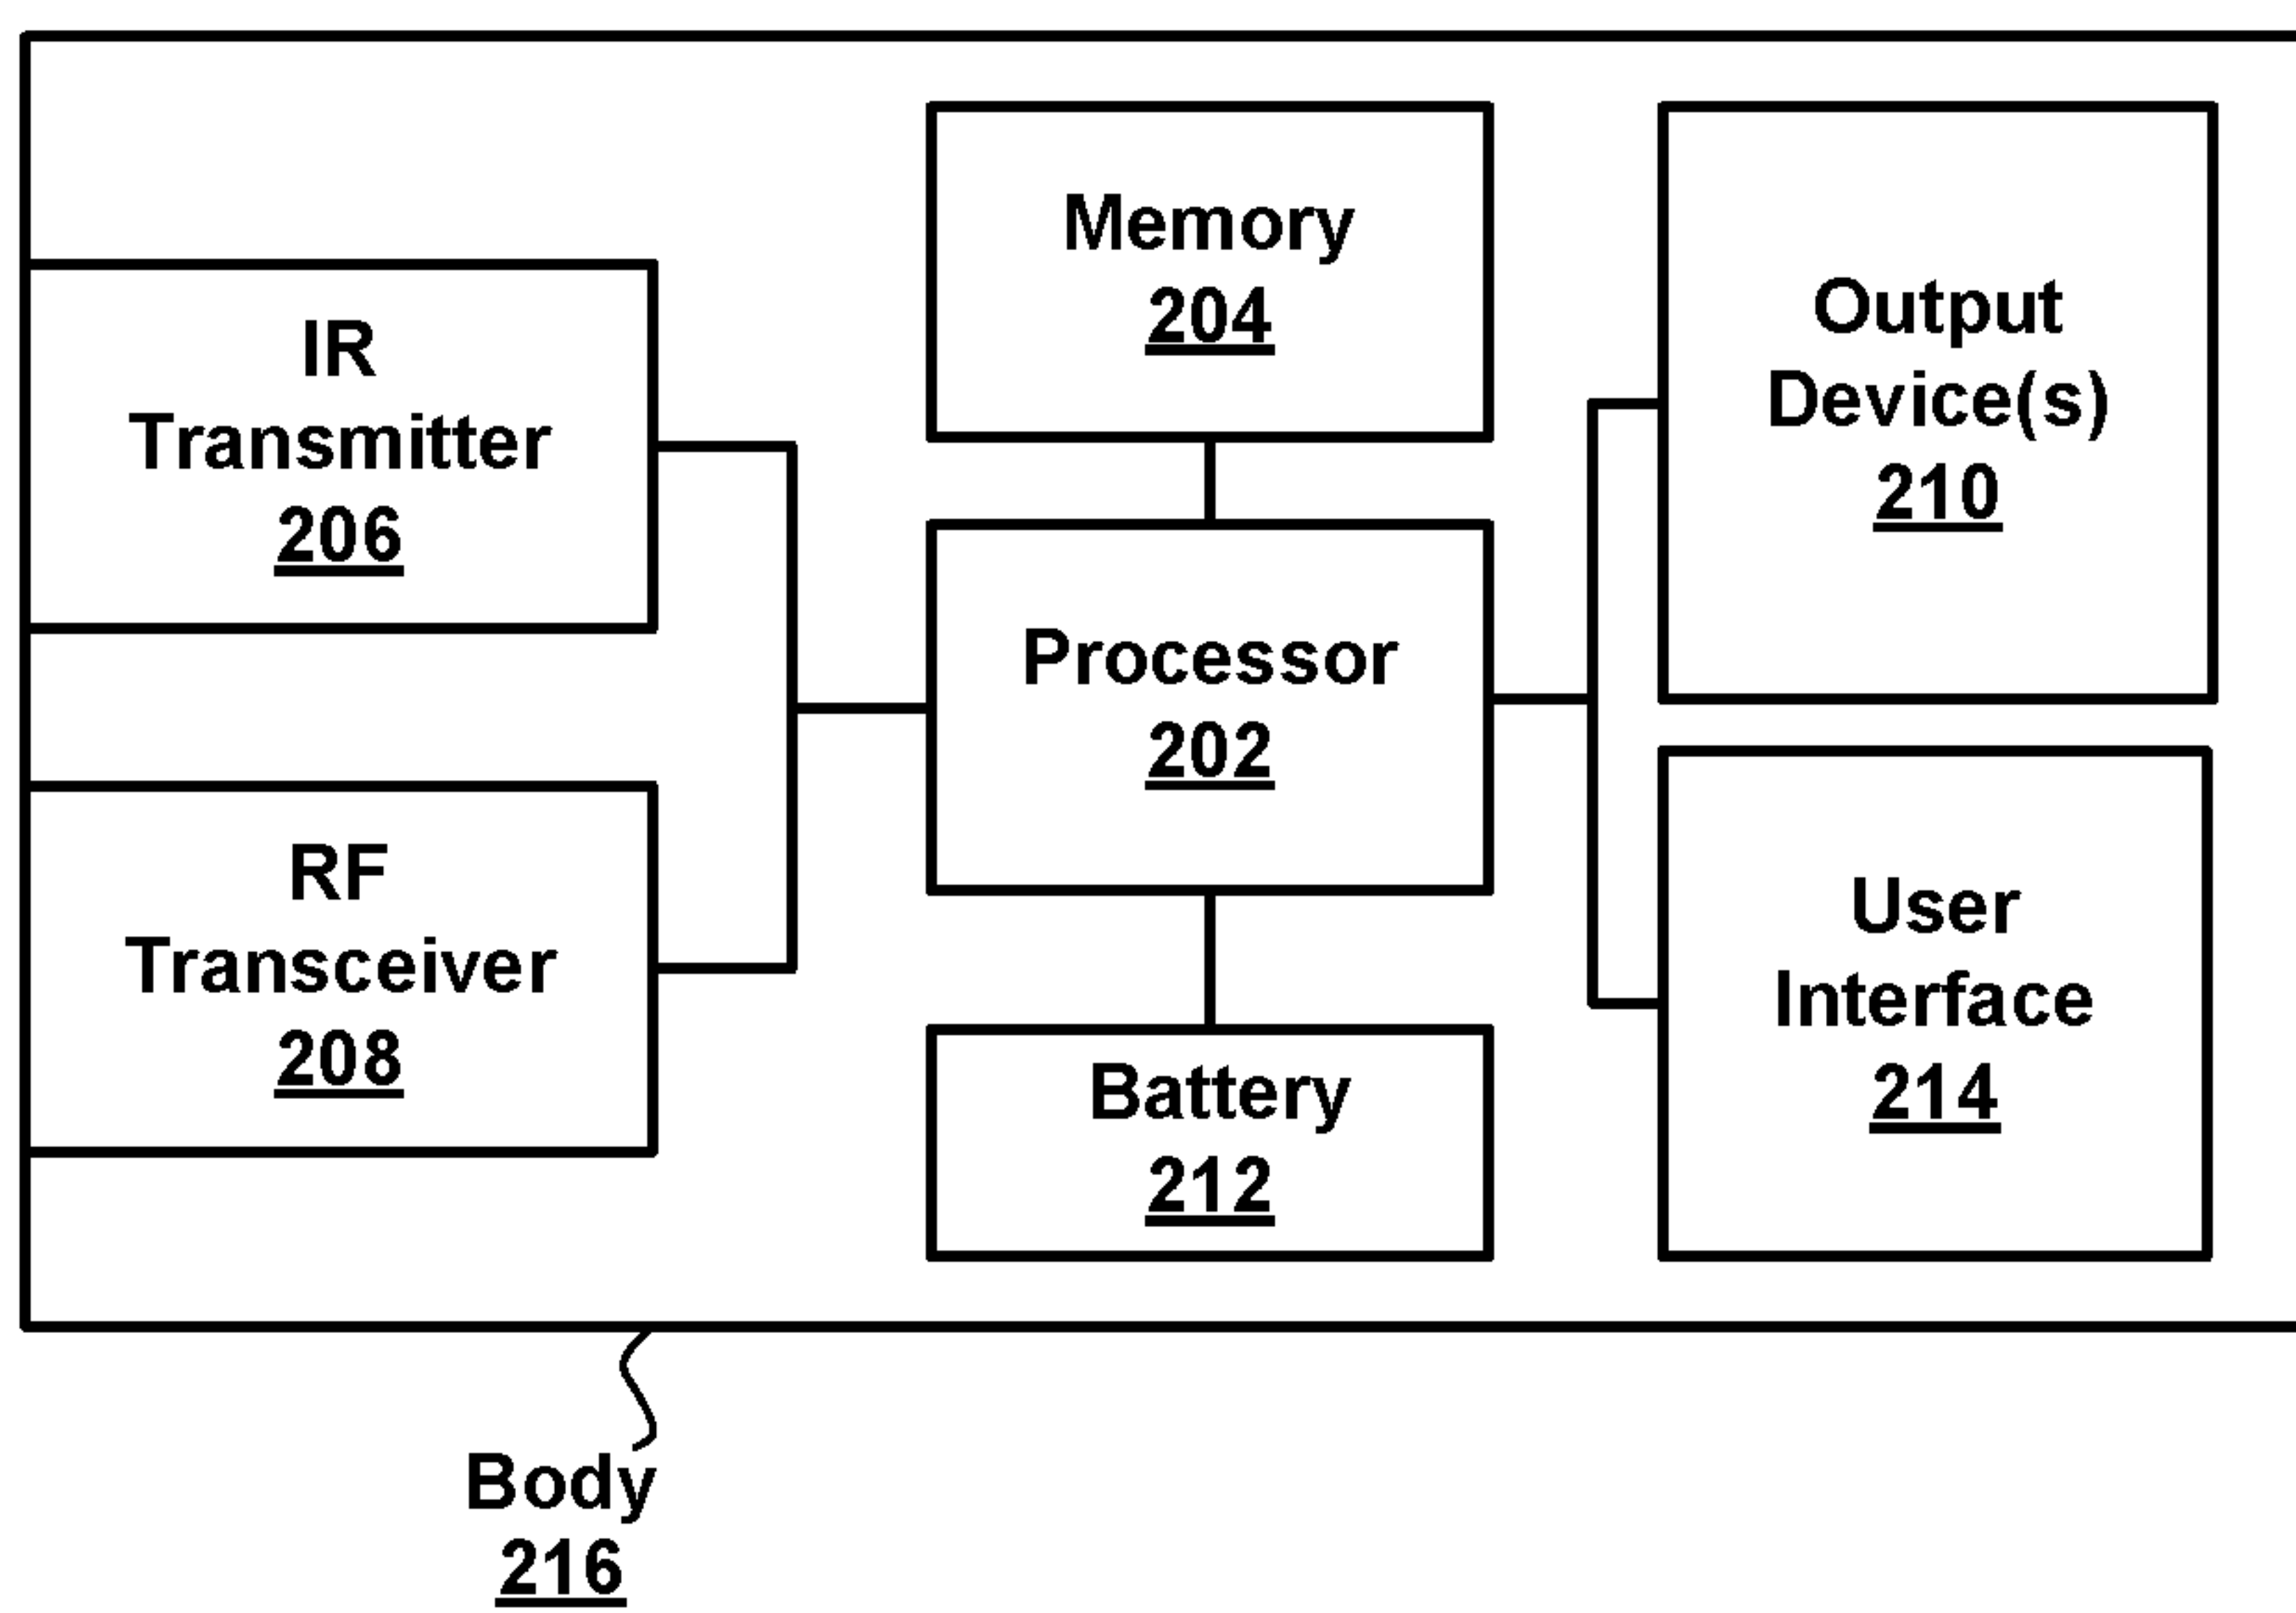 Memory
204
IR
Transmitter
206
Output
Device(s)
210
Processor
202
RF
Transceiver
208
Battery
212
User
Interface
214
Body
216